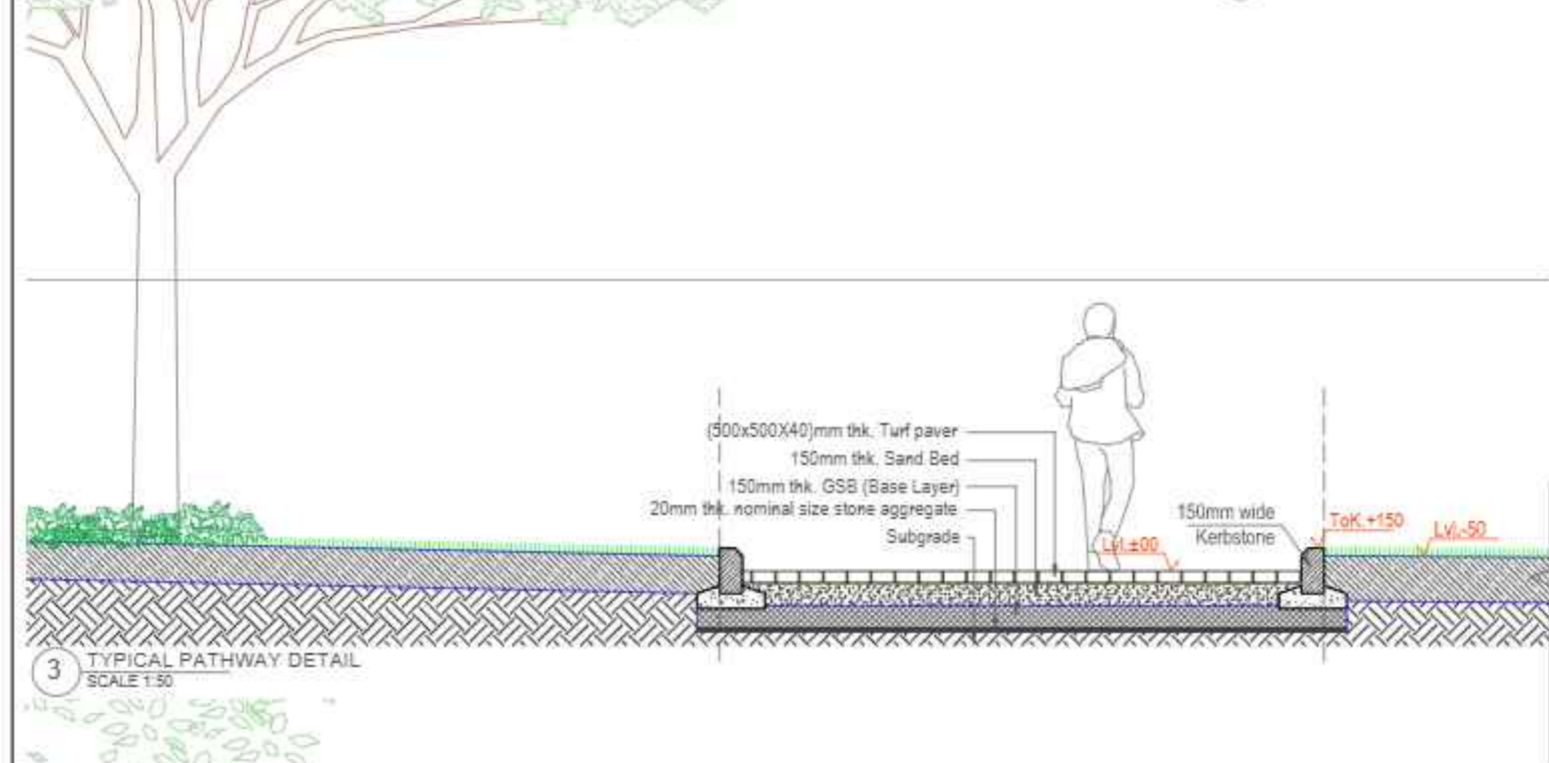 (500x500X40)mm thk. Turf paver
150mm thk. Sand Bed
150mm thk. GSB (Base Layer)
20mm thk. nominal size stone aggregate
Subgrade
150mm wide
Kerbstone
ToK.+150
Lvl.-50
Lvl.±00
3
TYPICAL PATHWAY DETAIL
SCALE 1:50